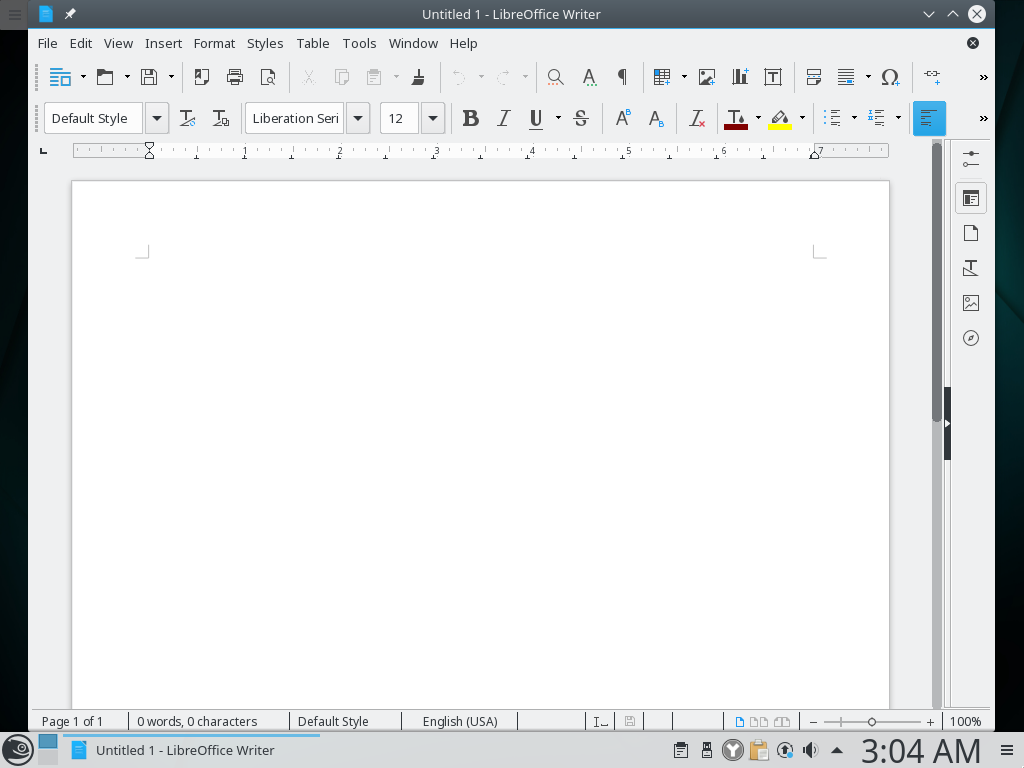 Untitled 1 - LibreOffice Writer
File Edit View Insert Format Styles Table Tools Window Help
Default Style Liberation Seri 12
1 2 3 4 5 6 7
Page 1 of 1 0 words, 0 characters Default Style English (USA) 100%
Untitled 1 - LibreOffice Writer 3:04 AM